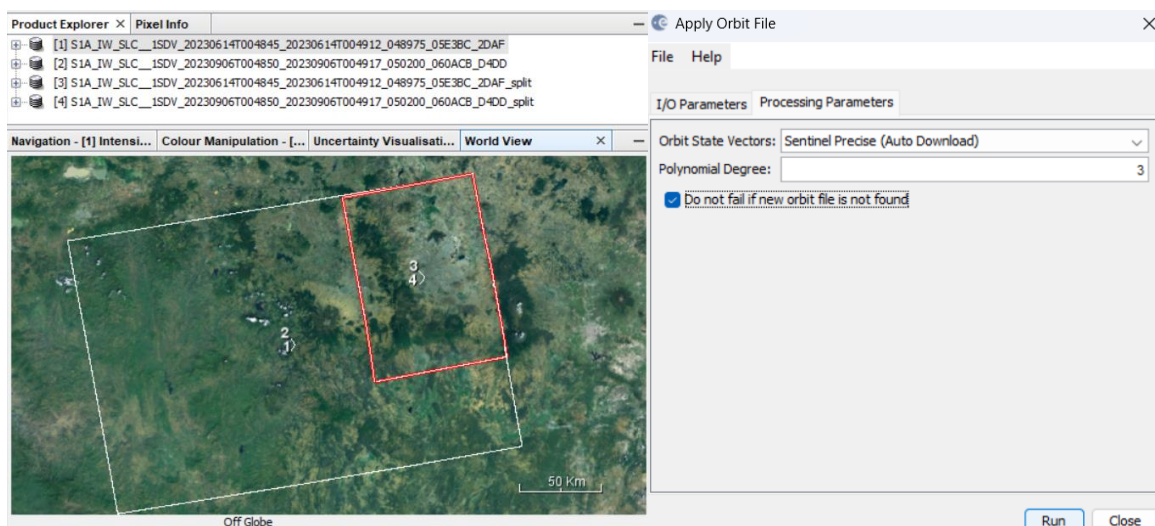 Product Explorer × Pixel Info
[1] S1A_IW_SLC__1SDV_20230614T004845_20230614T004912_048975_05E3BC_2DAF
[2] S1A_IW_SLC__1SDV_20230906T004850_20230906T004917_050200_060ACB_D4DD
[3] S1A_IW_SLC__1SDV_20230614T004845_20230614T004912_048975_05E3BC_2DAF_split
[4] S1A_IW_SLC__1SDV_20230906T004850_20230906T004917_050200_060ACB_D4DD_split
Navigation - [1] Intensi... Colour Manipulation - [... Uncertainty Visualisati... World View ×
3
4
2
1
50 Km
Off Globe
Apply Orbit File
File Help
I/O Parameters Processing Parameters
Orbit State Vectors: Sentinel Precise (Auto Download)
Polynomial Degree: 3
Do not fail if new orbit file is not found
Run Close